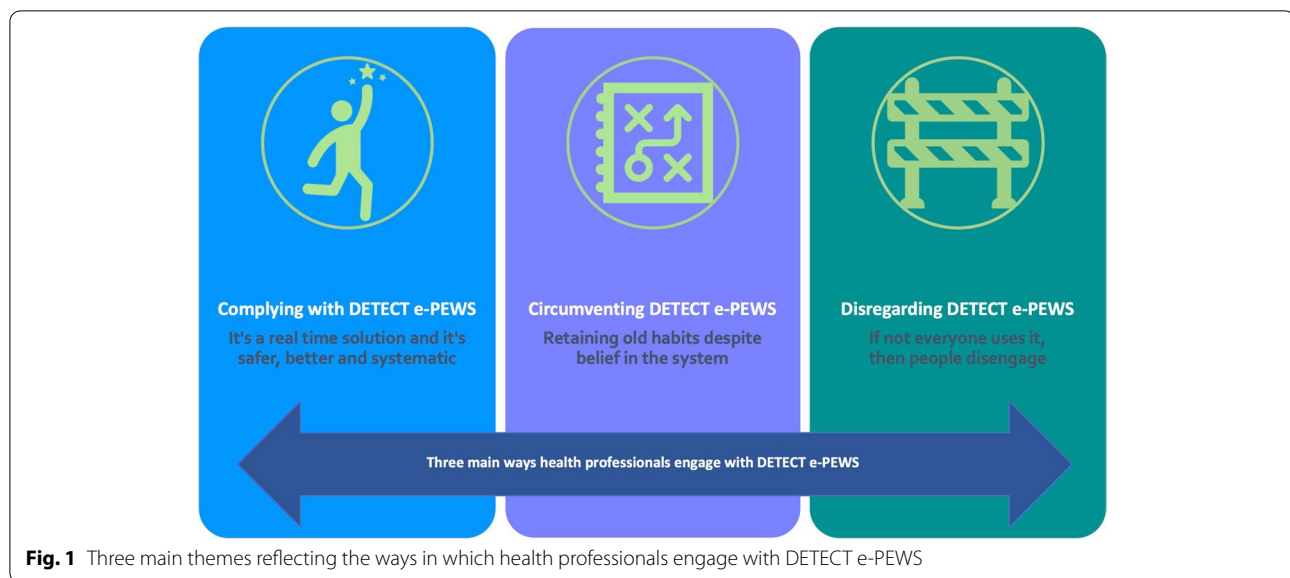 Complying with DETECT e-PEWS
It's a real time solution and it's
safer, better and systematic
Circumventing DETECT e-PEWS
Retaining old habits despite
belief in the system
Disregarding DETECT e-PEWS
If not everyone uses it,
then people disengage
Three main ways health professionals engage with DETECT e-PEWS
Fig. 1 Three main themes reflecting the ways in which health professionals engage with DETECT e-PEWS